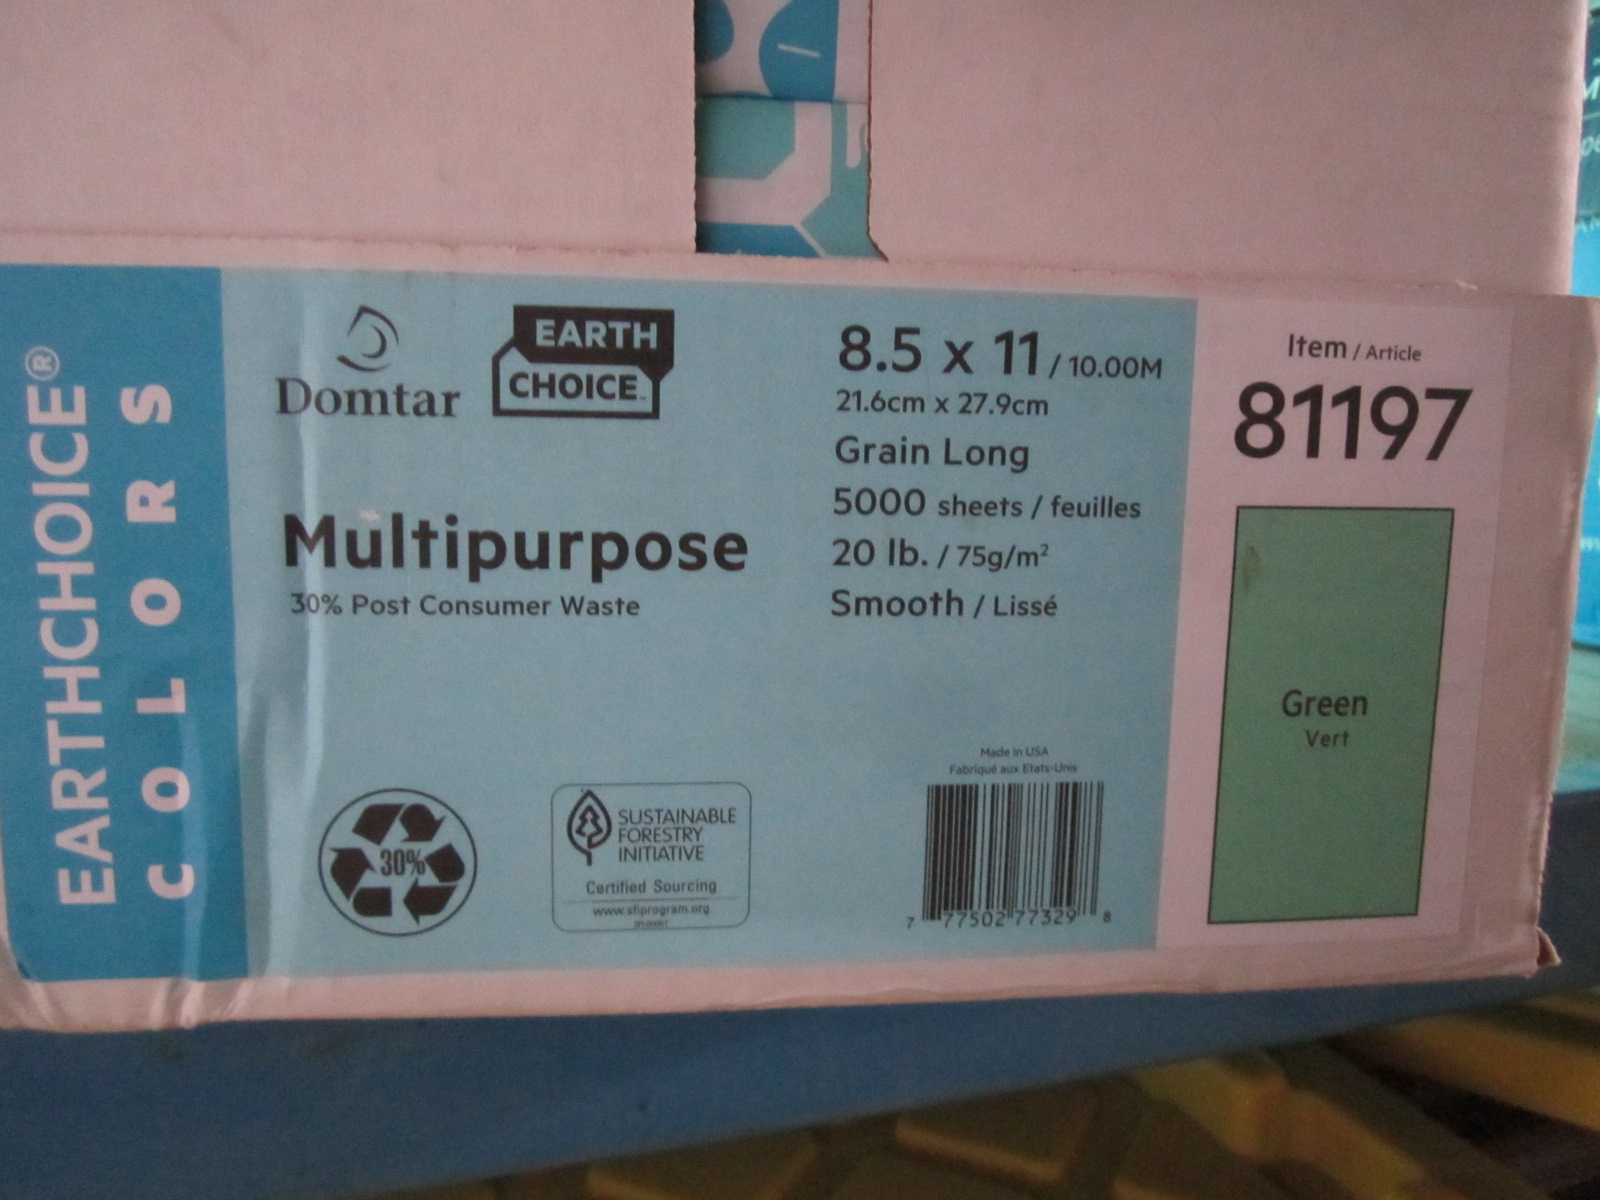 EARTHCHOICE®
COLORS
Domtar
EARTH
CHOICE
Multipurpose
30% Post Consumer Waste
30%
SUSTAINABLE
FORESTRY
INITIATIVE
Certified Sourcing
www.sfiprogram.org
8.5 x 11 / 10.00M
21.6cm x 27.9cm
Grain Long
5000 sheets / feuilles
20 lb. / 75g/m²
Smooth / Lissé
Made in USA
Fabriqué aux Etats-Unis
7 77502 77329 8
Item / Article
81197
Green
Vert